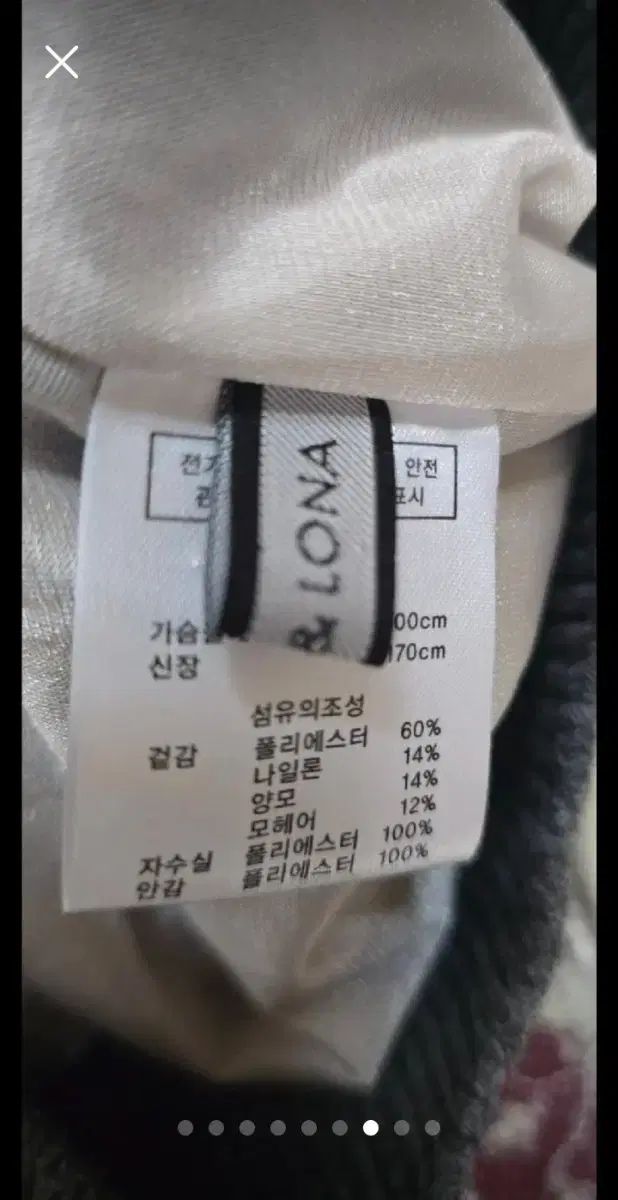 안전
표시
& LONA
가슴
00cm
신장 170cm
섬유의조성
겉감 폴리에스터 60%
나일론 14%
양모 14%
모헤어 12%
자수실 폴리에스터 100%
안감 폴리에스터 100%